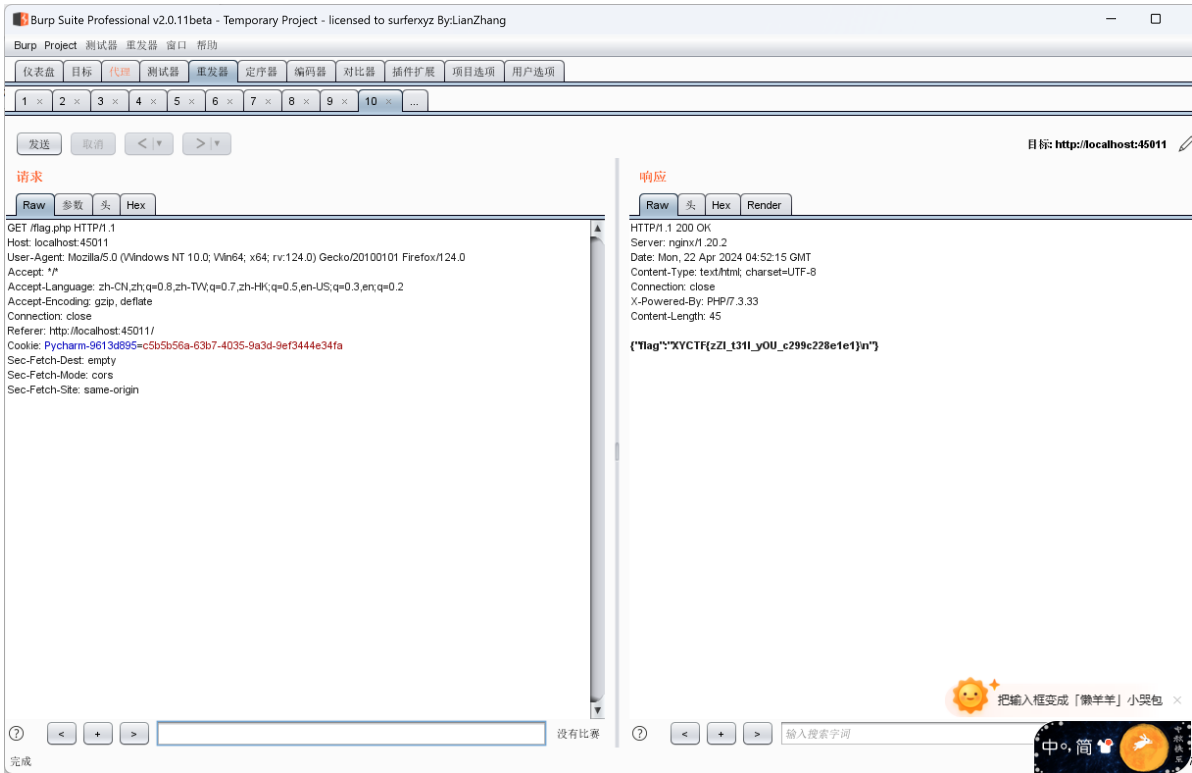 Burp Suite Professional v2.0.11beta - Temporary Project - licensed to surferxyz By:LianZhang
Burp Project 测试器 重发器 窗口 帮助
仪表盘 目标 代理 测试器 重发器 定序器 编码器 对比器 插件扩展 项目选项 用户选项
1 × 2 × 3 × 4 × 5 × 6 × 7 × 8 × 9 × 10 × ...
发送 取消 < | ▼ > | ▼ 目标: http://localhost:45011
请求
Raw 参数 头 Hex
GET /flag.php HTTP/1.1
Host: localhost:45011
User-Agent: Mozilla/5.0 (Windows NT 10.0; Win64; x64; rv:124.0) Gecko/20100101 Firefox/124.0
Accept: */*
Accept-Language: zh-CN,zh;q=0.8,zh-TW;q=0.7,zh-HK;q=0.5,en-US;q=0.3,en;q=0.2
Accept-Encoding: gzip, deflate
Connection: close
Referer: http://localhost:45011/
Cookie: Pycharm-9613d895=c5b5b56a-63b7-4035-9a3d-9ef3444e34fa
Sec-Fetch-Dest: empty
Sec-Fetch-Mode: cors
Sec-Fetch-Site: same-origin
? < + > 没有比赛
完成
响应
Raw 头 Hex Render
HTTP/1.1 200 OK
Server: nginx/1.20.2
Date: Mon, 22 Apr 2024 04:52:15 GMT
Content-Type: text/html; charset=UTF-8
Connection: close
X-Powered-By: PHP/7.3.33
Content-Length: 45
{"flag":"XYCTF{zZI_t31l_yOU_c299c228e1e1}\n"}
把输入框变成「懒羊羊」小哭包 ×
? < + > 输入搜索字词
中 简